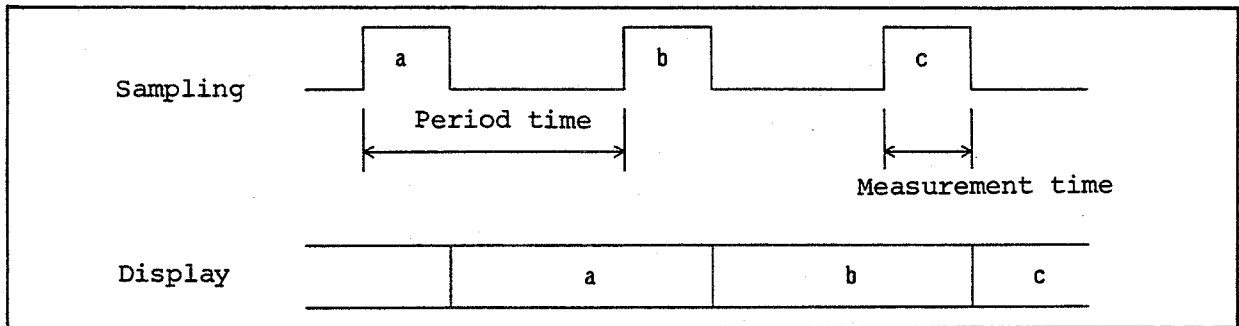 a b c
Sampling
Period time
Measurement time
Display a b c